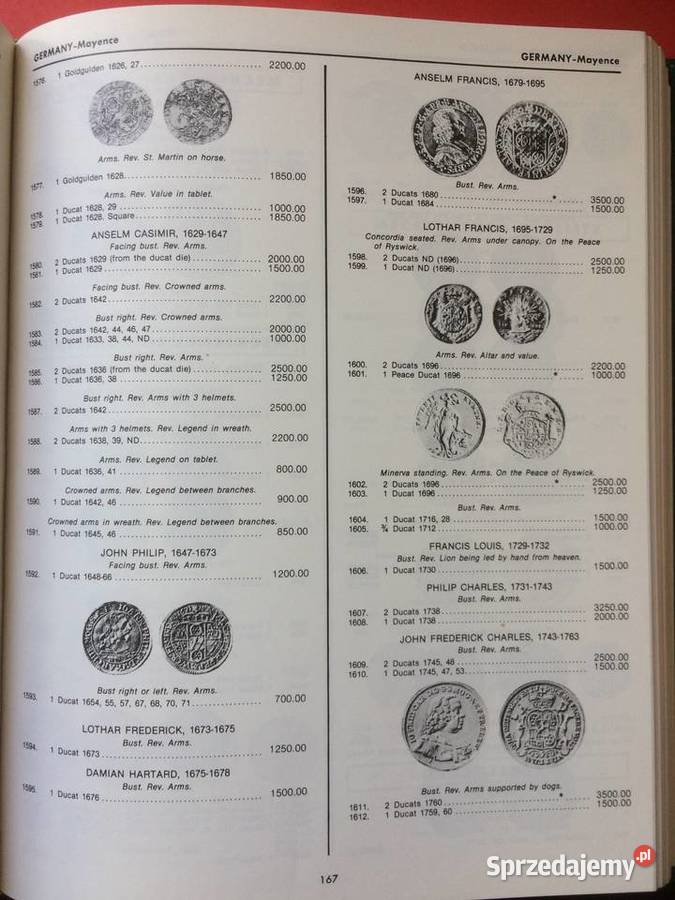 GERMANY–Mayence
GERMANY–Mayence
1576. 1 Goldgulden 1626, 27 2200.00
Arms. Rev. St. Martin on horse.
1577. 1 Goldgulden 1628 1850.00
Arms. Rev. Value in tablet.
1578. 1 Ducat 1628, 29 1000.00
1579. 1 Ducat 1628. Square 1850.00
ANSELM CASIMIR, 1629-1647
Facing bust. Rev. Arms.
1580. 2 Ducats 1629 (from the ducat die) 2000.00
1581. 1 Ducat 1629 1500.00
Facing bust. Rev. Crowned arms.
1582. 2 Ducats 1642 2200.00
Bust right. Rev. Crowned arms.
1583. 2 Ducats 1642, 44, 46, 47 2000.00
1584. 1 Ducat 1633, 38, 44, ND 1000.00
Bust right. Rev. Arms.
1585. 2 Ducats 1636 (from the ducat die) 2500.00
1586. 1 Ducat 1636, 38 1250.00
Bust right. Rev. Arms with 3 helmets.
1587. 2 Ducats 1642 2500.00
Arms with 3 helmets. Rev. Legend in wreath.
1588. 2 Ducats 1638, 39, ND 2200.00
Arms. Rev. Legend on tablet.
1589. 1 Ducat 1636, 41 800.00
Crowned arms. Rev. Legend between branches.
1590. 1 Ducat 1642, 46 900.00
Crowned arms in wreath. Rev. Legend between branches.
1591. 1 Ducat 1645, 46 850.00
JOHN PHILIP, 1647-1673
Facing bust. Rev. Arms.
1592. 1 Ducat 1648-66 1200.00
Bust right or left. Rev. Arms.
1593. 1 Ducat 1654, 55, 57, 67, 68, 70, 71 700.00
LOTHAR FREDERICK, 1673-1675
Bust. Rev. Arms.
1594. 1 Ducat 1673 1250.00
DAMIAN HARTARD, 1675-1678
Bust. Rev. Arms.
1595. 1 Ducat 1676 1500.00
ANSELM FRANCIS, 1679-1695
Bust. Rev. Arms.
1596. 2 Ducats 1680 * 3500.00
1597. 1 Ducat 1684 1500.00
LOTHAR FRANCIS, 1695-1729
Concordia seated. Rev. Arms under canopy. On the Peace
of Ryswick.
1598. 2 Ducats ND (1696) 2500.00
1599. 1 Ducat ND (1696) 1250.00
Arms. Rev. Altar and value.
1600. 2 Ducats 1696 2200.00
1601. 1 Peace Ducat 1696 * 1000.00
Minerva standing. Rev. Arms. On the Peace of Ryswick.
1602. 2 Ducats 1696 * 2500.00
1603. 1 Ducat 1696 1250.00
Bust. Rev. Arms.
1604. 1 Ducat 1716, 28 1500.00
1605. ¾ Ducat 1712 1000.00
FRANCIS LOUIS, 1729-1732
Bust. Rev. Lion being led by hand from heaven.
1606. 1 Ducat 1730 1500.00
PHILIP CHARLES, 1731-1743
Bust. Rev. Arms.
1607. 2 Ducats 1738 3250.00
1608. 1 Ducat 1738 2000.00
JOHN FREDERICK CHARLES, 1743-1763
Bust. Rev. Arms.
1609. 2 Ducats 1745, 48 2500.00
1610. 1 Ducat 1745, 47, 53 1500.00
Bust. Rev. Arms supported by dogs.
1611. 2 Ducats 1760 * 3500.00
1612. 1 Ducat 1759, 60 1500.00
167
Sprzedajemy.pl